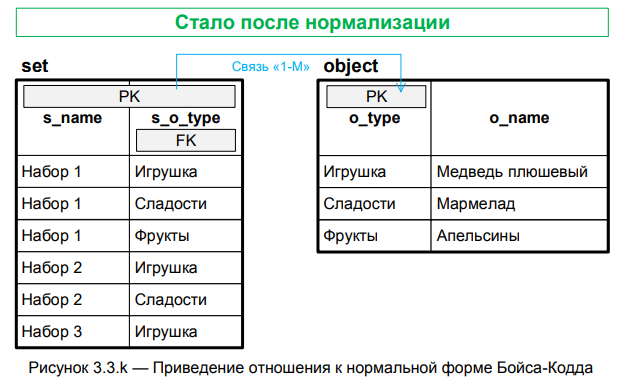 Стало после нормализации
set
Связь «1-M»
object
PK
PK
s_name s_o_type
o_type o_name
FK
Набор 1 Игрушка
Игрушка Медведь плюшевый
Набор 1 Сладости
Сладости Мармелад
Набор 1 Фрукты
Фрукты Апельсины
Набор 2 Игрушка
Набор 2 Сладости
Набор 3 Игрушка
Рисунок 3.3.k — Приведение отношения к нормальной форме Бойса-Кодда